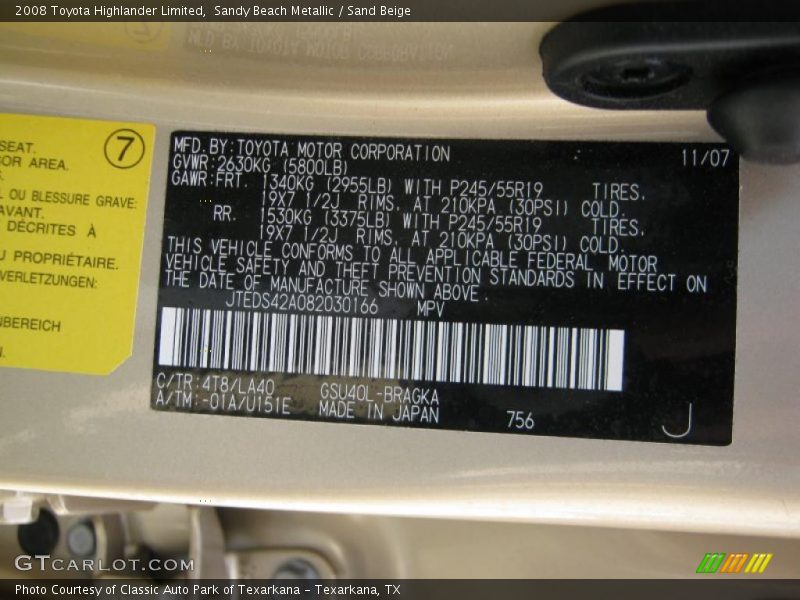 2008 Toyota Highlander Limited, Sandy Beach Metallic / Sand Beige
7
SEAT.
OR AREA.
OU BLESSURE GRAVE:
AVANT.
DÉCRITES À
PROPRIÉTAIRE.
VERLETZUNGEN:
BEREICH
MFD. BY: TOYOTA MOTOR CORPORATION 11/07
GVWR: 2630KG (5800LB)
GAWR: FRT. 1340KG (2955LB) WITH P245/55R19 TIRES.
19X7 1/2J RIMS. AT 210KPA (30PSI) COLD.
RR. 1530KG (3375LB) WITH P245/55R19 TIRES.
19X7 1/2J RIMS. AT 210KPA (30PSI) COLD.
THIS VEHICLE CONFORMS TO ALL APPLICABLE FEDERAL MOTOR
VEHICLE SAFETY AND THEFT PREVENTION STANDARDS IN EFFECT ON
THE DATE OF MANUFACTURE SHOWN ABOVE.
JTEDS42A082030166 MPV
C/TR: 4T8/LA40 GSU40L-BRAGKA
A/TM: -01A/U151E MADE IN JAPAN 756 J
GTCARLOT.COM
Photo Courtesy of Classic Auto Park of Texarkana - Texarkana, TX